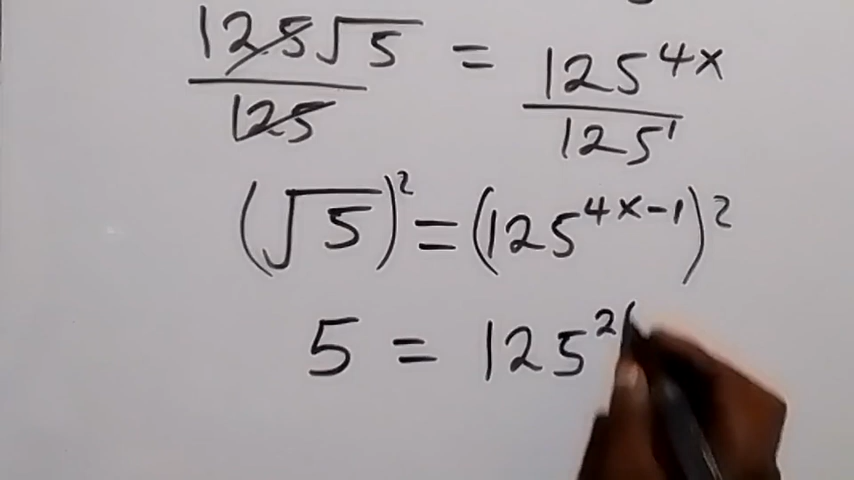 125√5 / 125 = 125^4x / 125^1
(√5)^2 = (125^4x-1)^2
5 = 125^2(